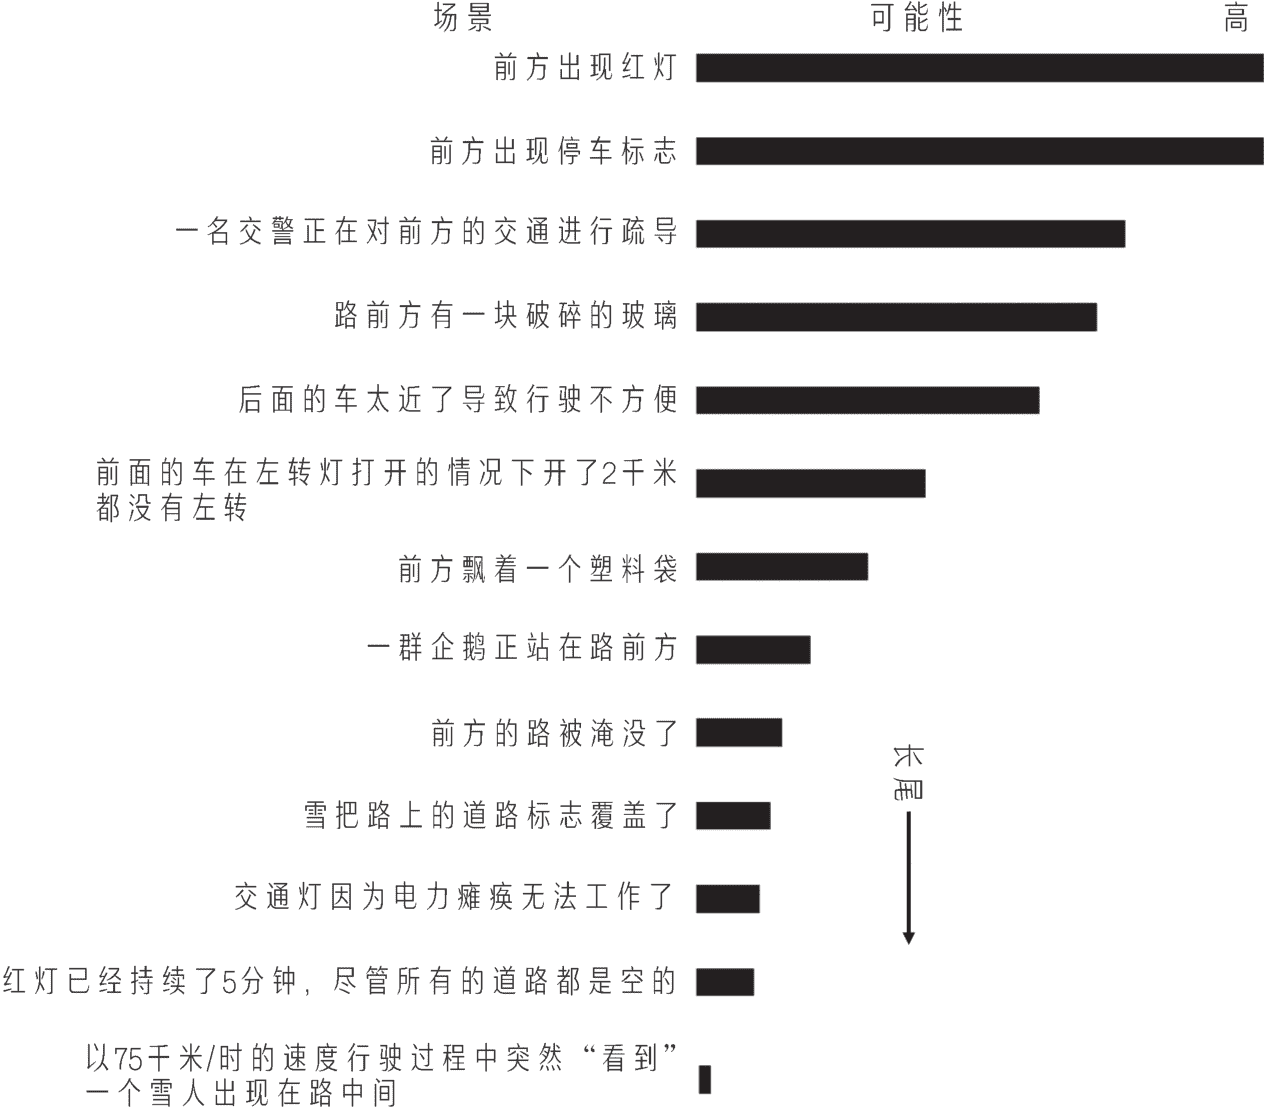 场景 可能性 高
前方出现红灯
前方出现停车标志
一名交警正在对前方的交通进行疏导
路前方有一块破碎的玻璃
后面的车太近了导致行驶不方便
前面的车在左转灯打开的情况下开了2千米
都没有左转
前方飘着一个塑料袋
一群企鹅正站在路前方
前方的路被淹没了
长尾
雪把路上的道路标志覆盖了
交通灯因为电力瘫痪无法工作了
红灯已经持续了5分钟，尽管所有的道路都是空的
以75千米/时的速度行驶过程中突然“看到”
一个雪人出现在路中间